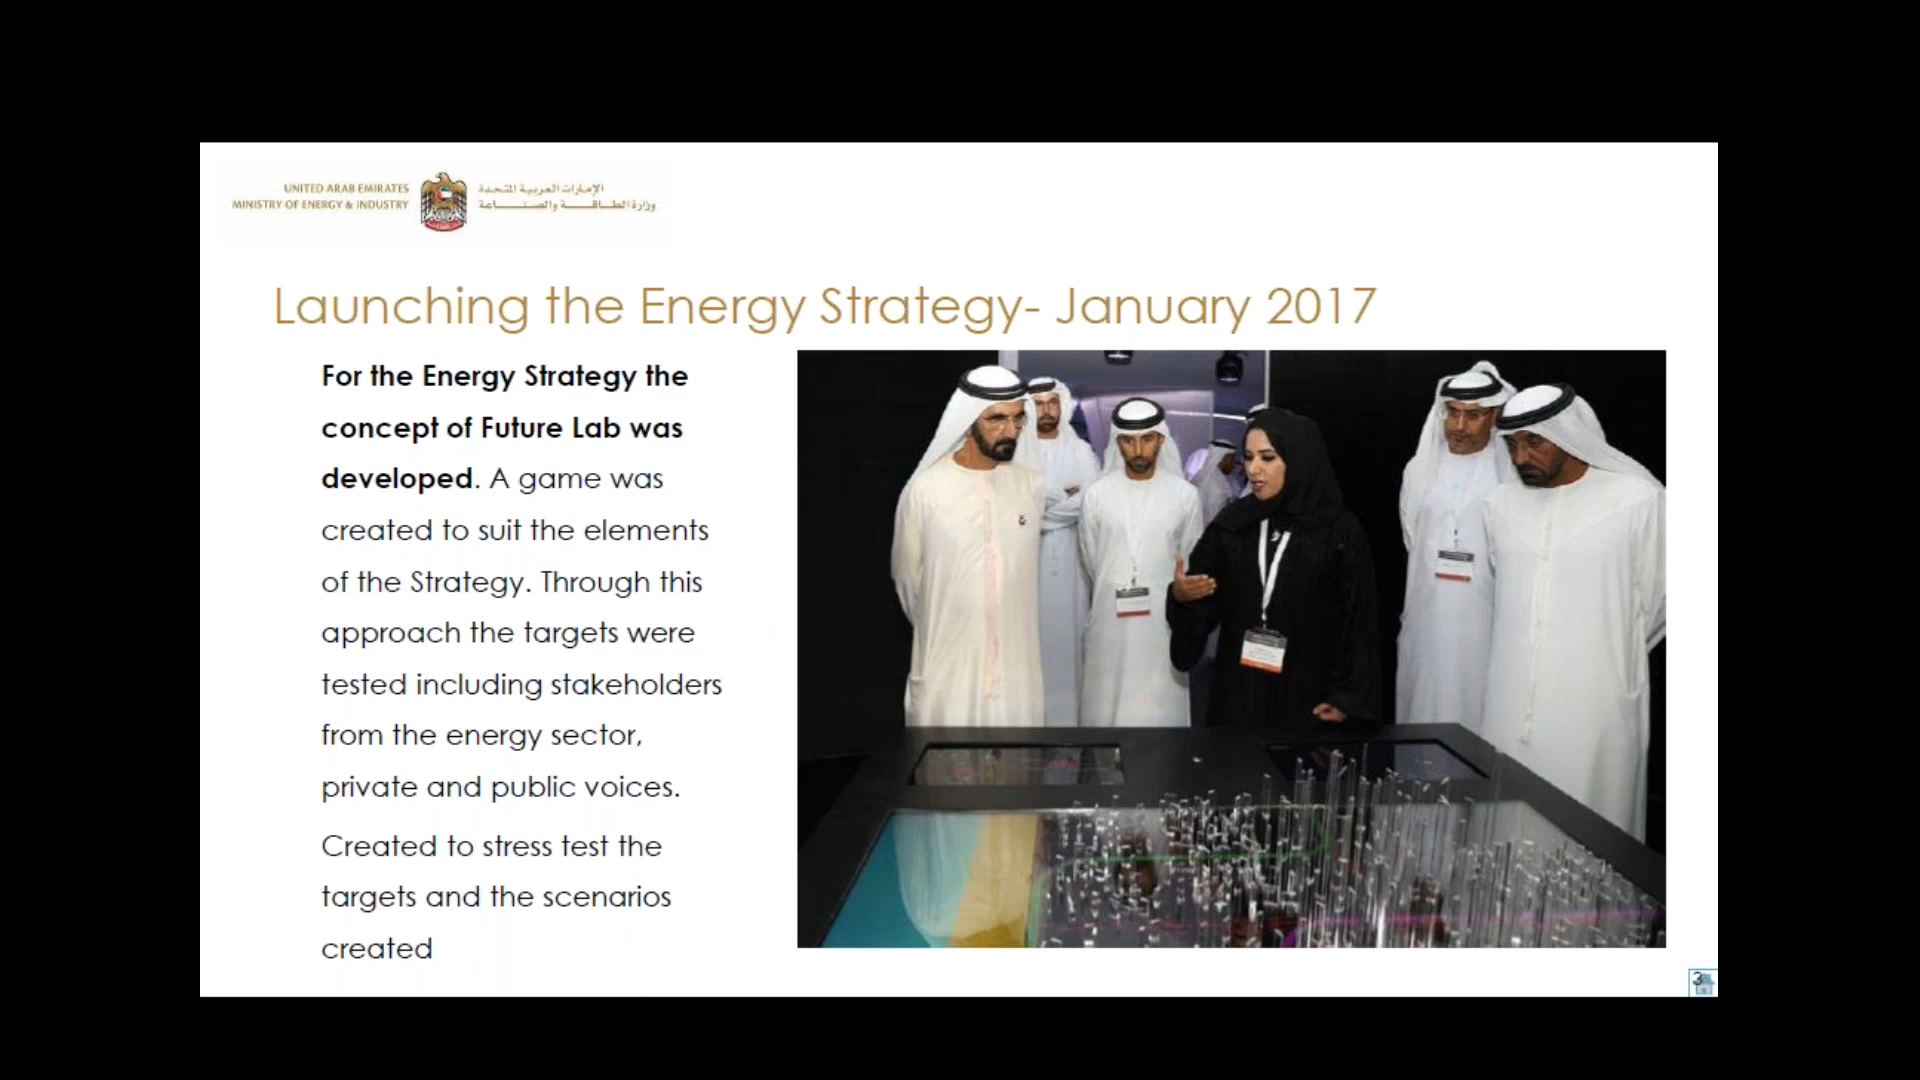 UNITED ARAB EMIRATES
MINISTRY OF ENERGY & INDUSTRY
الإمارات العربية المتحدة
وزارة الطاقة والصناعة
Launching the Energy Strategy- January 2017
For the Energy Strategy the
concept of Future Lab was
developed. A game was
created to suit the elements
of the Strategy. Through this
approach the targets were
tested including stakeholders
from the energy sector,
private and public voices.
Created to stress test the
targets and the scenarios
created
3